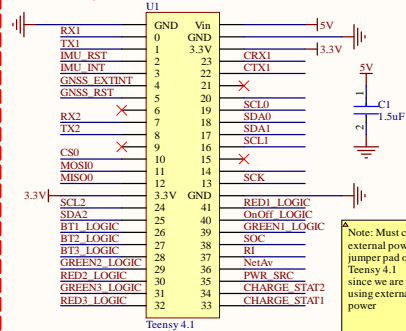 U1
GND Vin 5V
RX1 0 GND
TX1 1 3.3V 3.3V
IMU_RST 2 23 CRX1
IMU_INT 3 22 CTX1
GNSS_EXTINT 4 21
GNSS_RST 5 20
6 19 SCL0
RX2 7 18 SDA0
TX2 8 17 SDA1
9 16 SCL1
CS0 10 15
MOSI0 11 14
MISO0 12 13 SCK
3.3V 3.3V GND
SCL2 24 41 RED1_LOGIC
SDA2 25 40 OnOff_LOGIC
BT1_LOGIC 26 39 GREEN1_LOGIC
BT2_LOGIC 27 38 SOC
BT3_LOGIC 28 37 RI
GREEN2_LOGIC 29 36 NetAv
RED2_LOGIC 30 35 PWR_SRC
GREEN3_LOGIC 31 34 CHARGE_STAT2
RED3_LOGIC 32 33 CHARGE_STAT1
Teensy 4.1
5V
1
C1
1.5uF
2
Note: Must
external
jumper pad
Teensy 4.1
since we are
using
power